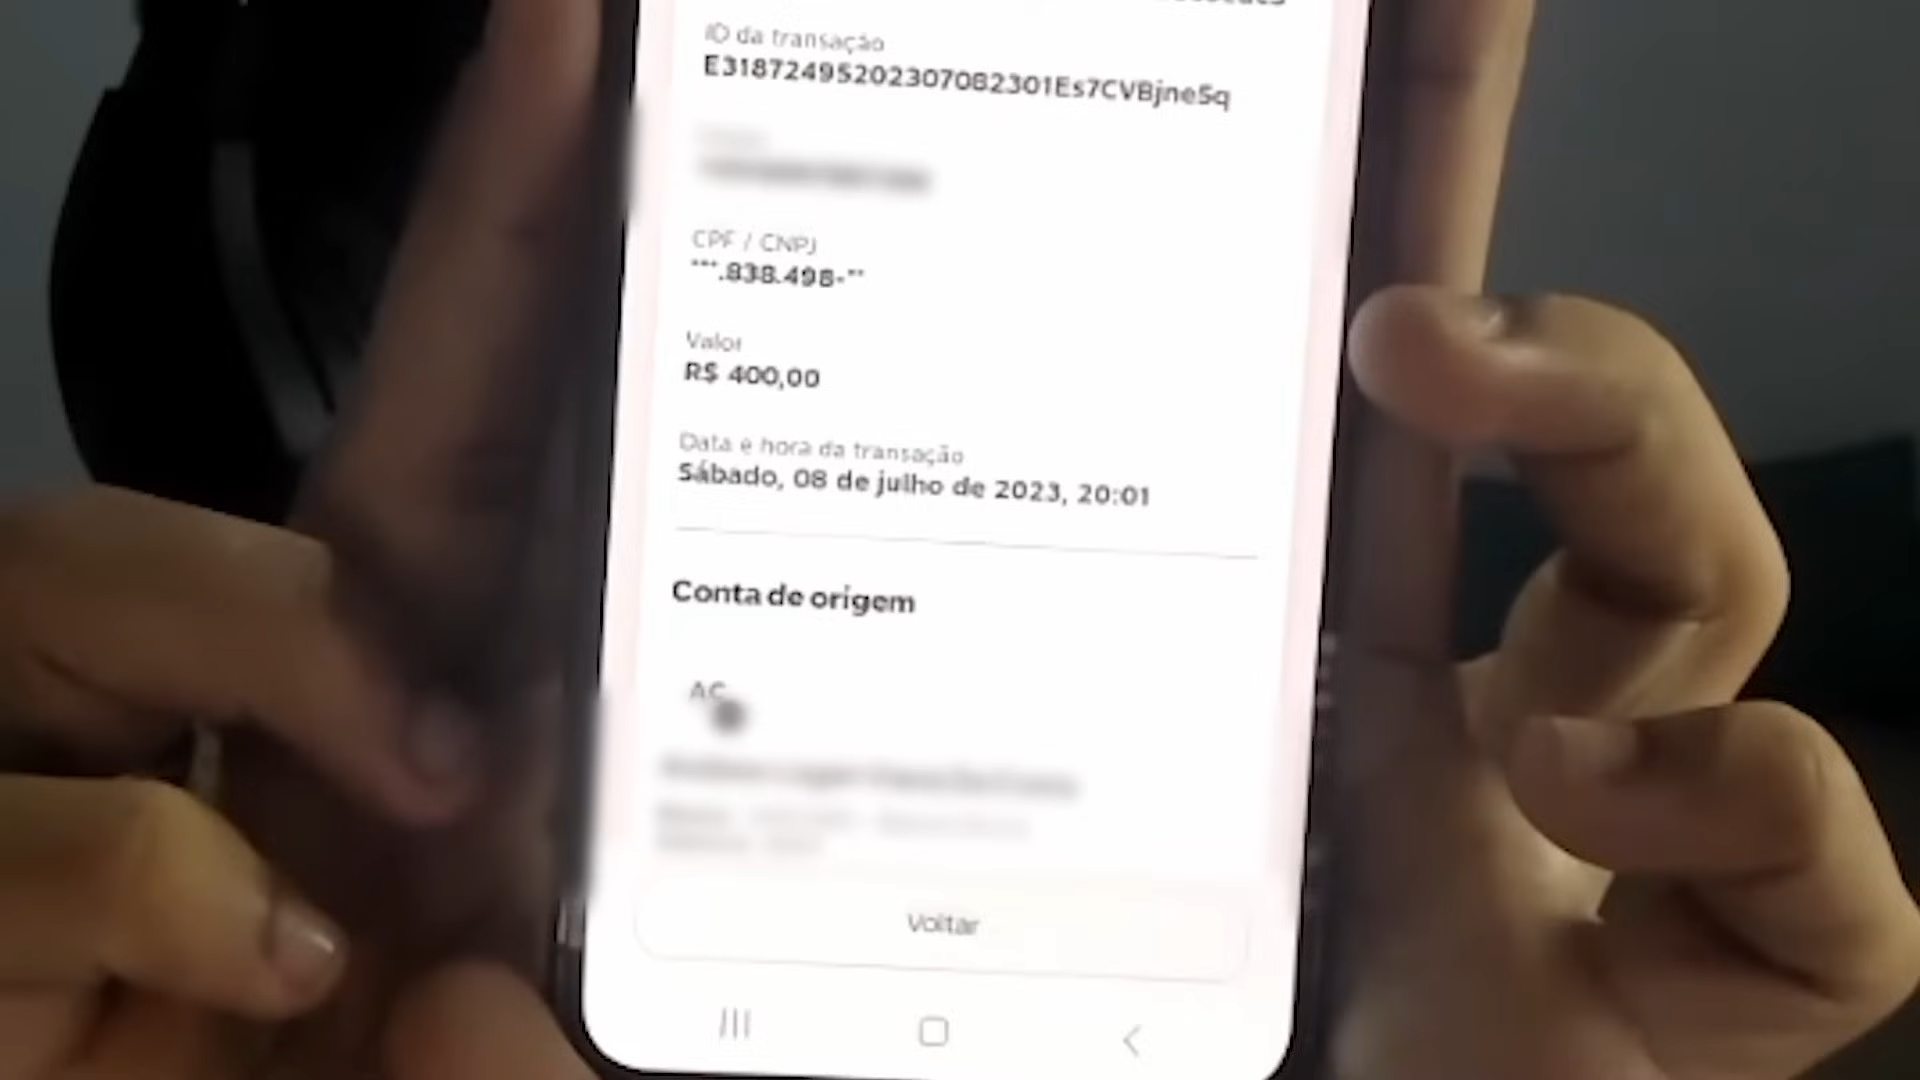 ID da transação
E31872495202307082301Es7CVBjne5q
CPF / CNPJ
***.838.498-**
Valor
R$ 400,00
Data e hora da transação
Sábado, 08 de julho de 2023, 20:01
Conta de origem
AC
Voltar